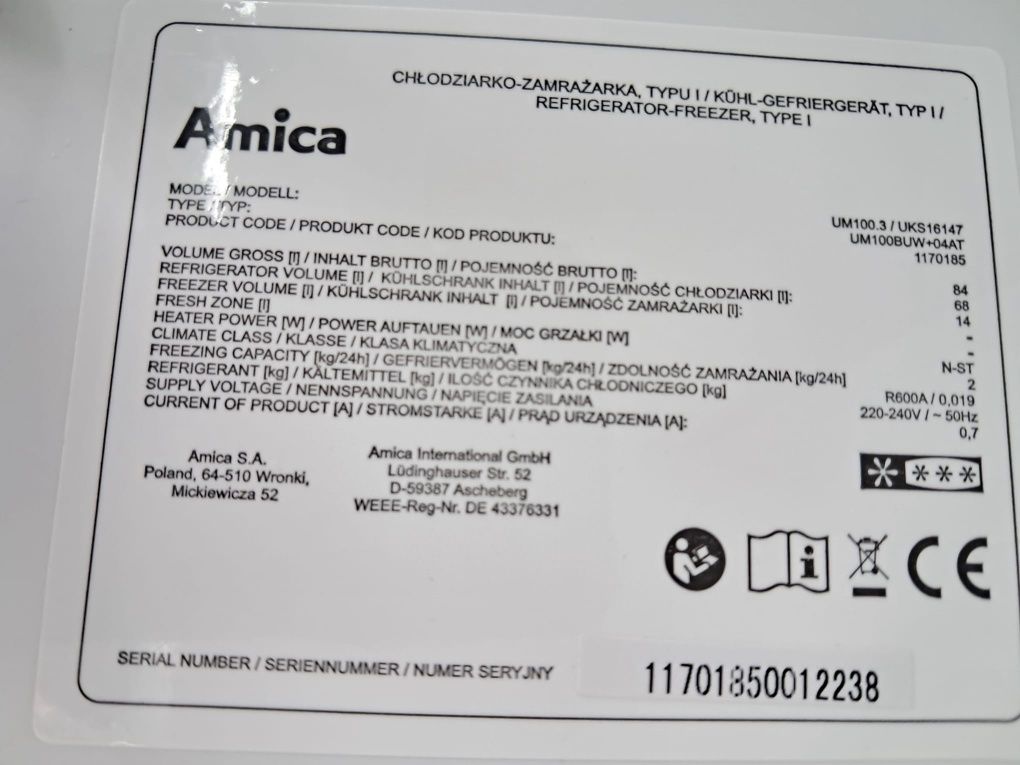 CHŁODZIARKO-ZAMRAŻARKA, TYPU I / KÜHL-GEFRIERGERÄT, TYP I /
REFRIGERATOR-FREEZER, TYPE I
Amica
MODEL / MODELL:
TYPE / TYP:
PRODUCT CODE / PRODUKT CODE / KOD PRODUKTU:
UM100.3 / UKS16147
UM100BUW+04AT
1170185
VOLUME GROSS [l] / INHALT BRUTTO [l] / POJEMNOŚĆ BRUTTO [l]:
REFRIGERATOR VOLUME [l] / KÜHLSCHRANK INHALT [l] / POJEMNOŚĆ CHŁODZIARKI [l]:
FREEZER VOLUME [l] / KÜHLSCHRANK INHALT [l] / POJEMNOŚĆ ZAMRAŻARKI [l]:
FRESH ZONE [l]
HEATER POWER [W] / POWER AUFTAUEN [W] / MOC GRZAŁKI [W]
CLIMATE CLASS / KLASSE / KLASA KLIMATYCZNA
FREEZING CAPACITY [kg/24h] / GEFRIERVERMÖGEN [kg/24h] / ZDOLNOŚĆ ZAMRAŻANIA [kg/24h]
REFRIGERANT [kg] / KÄLTEMITTEL [kg] / ILOŚĆ CZYNNIKA CHŁODNICZEGO [kg]
SUPPLY VOLTAGE / NENNSPANNUNG / NAPIĘCIE ZASILANIA
CURRENT OF PRODUCT [A] / STROMSTARKE [A] / PRĄD URZĄDZENIA [A]:
84
68
14
-
-
N-ST
2
R600A / 0,019
220-240V / ~ 50Hz
0,7
Amica S.A.
Poland, 64-510 Wronki,
Mickiewicza 52
Amica International GmbH
Lüdinghauser Str. 52
D-59387 Ascheberg
WEEE-Reg-Nr. DE 43376331
CE
SERIAL NUMBER / SERIENNUMMER / NUMER SERYJNY
11701850012238